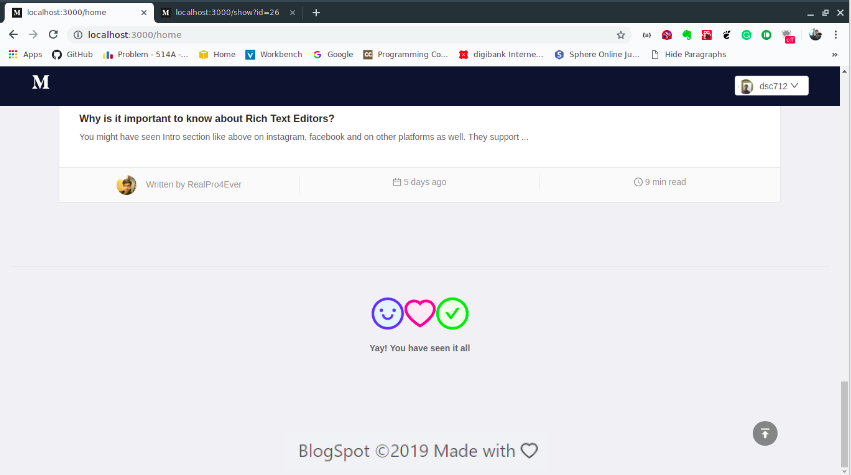 M localhost:3000/home
M localhost:3000/show?id=26
localhost:3000/home
Apps GitHub Problem - 514A -... Home Workbench Google Programming Co... digibank Interne... Sphere Online Ju... Hide Paragraphs »
M dsc712
Why is it important to know about Rich Text Editors?
You might have seen Intro section like above on instagram, facebook and on other platforms as well. They support ...
Written by RealPro4Ever 5 days ago 9 min read
Yay! You have seen it all
BlogSpot ©2019 Made with